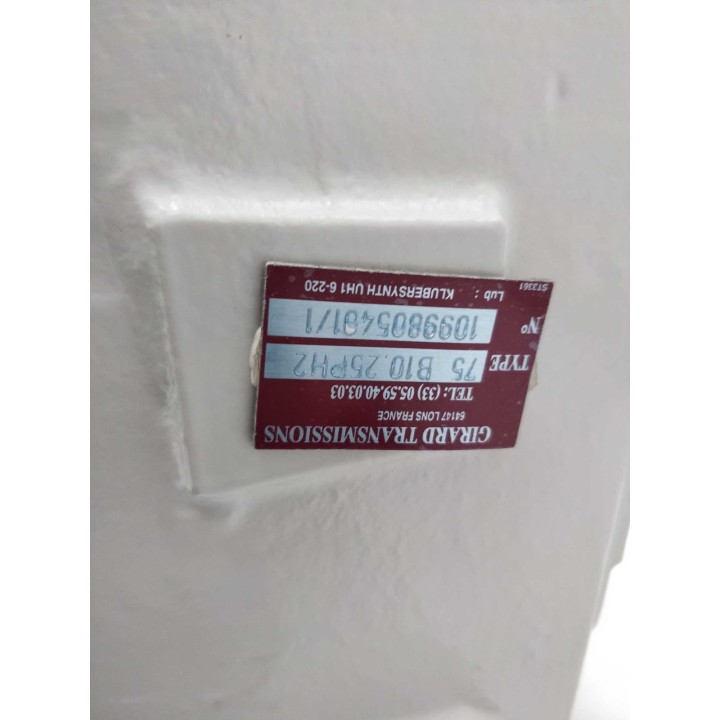 GIRARD TRANSMISSIONS
64147 LONS FRANCE
TEL: (33) 05.59.40.03.03
TYPE 75 B10.25PH2
N° 1099805481/1
Lub : KLUBERSYNTH UH1 6-220
ST3361